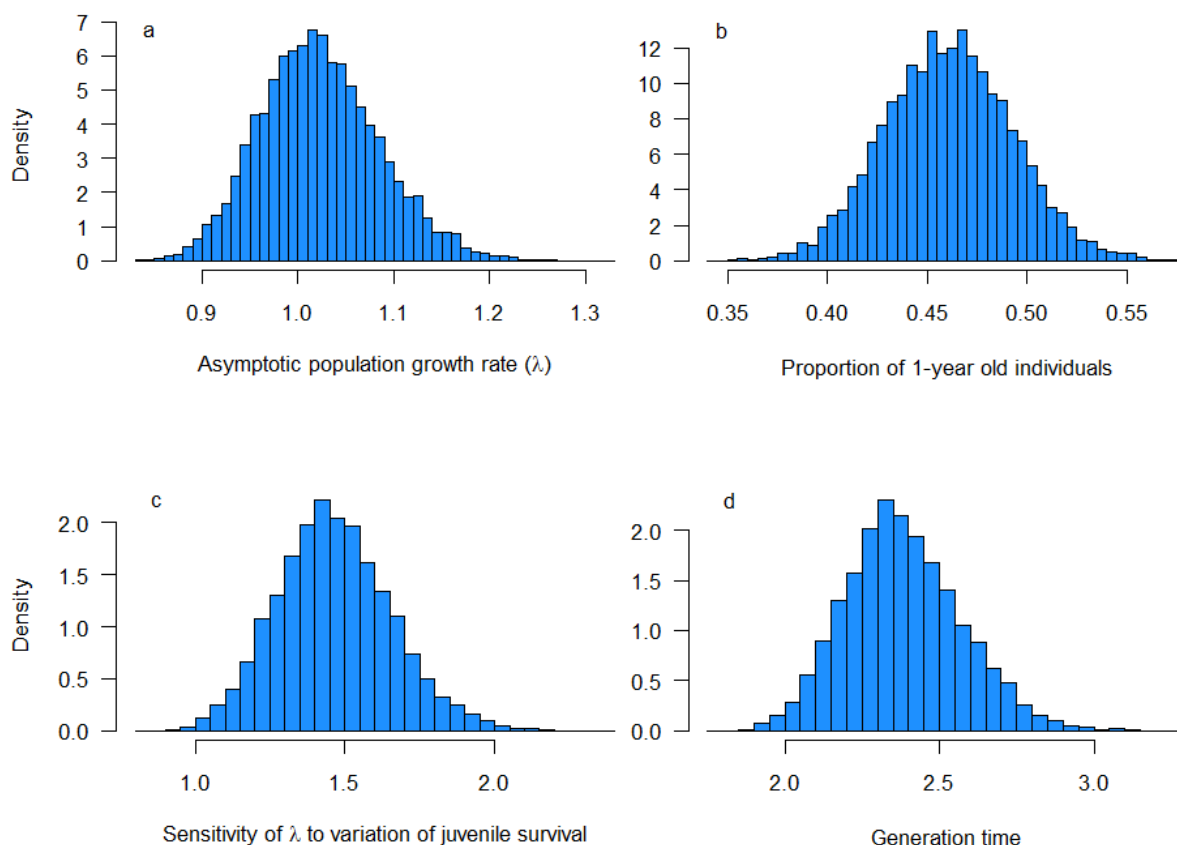 a
7
6
5
4
3
2
1
0
Density
0.9 1.0 1.1 1.2 1.3
Asymptotic population growth rate (λ)
b
12
10
8
6
4
2
0
0.35 0.40 0.45 0.50 0.55
Proportion of 1-year old individuals
c
2.0
1.5
1.0
0.5
0.0
Density
1.0 1.5 2.0
Sensitivity of λ to variation of juvenile survival
d
2.0
1.5
1.0
0.5
0.0
2.0 2.5 3.0
Generation time